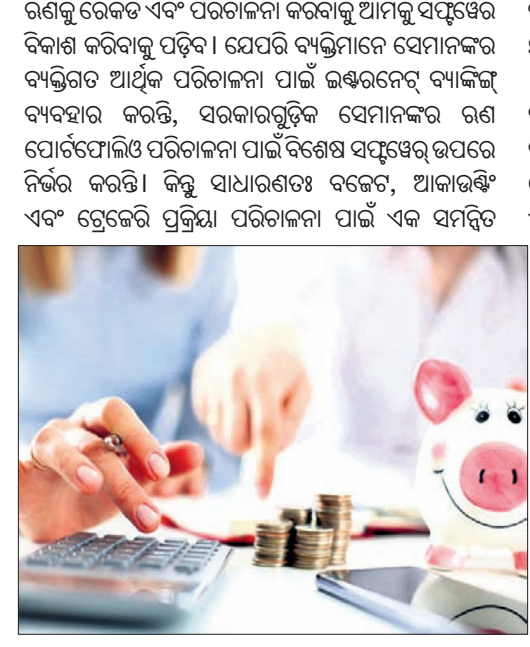 ଋଣକୁ ରେକଡ ଏବଂ ପରିଚାଳନା କରିବାକୁ ଆମକୁ ସଫ୍ଟୱେର
ବିକାଶ କରିବାକୁ ପଡ଼ିବ। ଯେପରି ବ୍ୟକ୍ତିମାନେ ସେମାନଙ୍କର
ବ୍ୟକ୍ତିଗତ ଆର୍ଥିକ ପରିଚାଳନା ପାଇଁ ଇଣ୍ଟରନେଟ୍ ବ୍ୟାଙ୍କିଙ୍ଗ୍
ବ୍ୟବହାର କରନ୍ତି, ସରକାରଗୁଡ଼ିକ ସେମାନଙ୍କର ଋଣ
ପୋର୍ଟଫୋଲିଓ ପରିଚାଳନା ପାଇଁ ବିଶେଷ ସଫ୍ଟୱେର୍ ଉପରେ
ନିର୍ଭର କରନ୍ତି। କିନ୍ତୁ ସାଧାରଣତଃ ବଜେଟ, ଆକାଉଣ୍ଟିଂ
ଏବଂ ଟ୍ରେଜେରି ପ୍ରକ୍ରିୟା ପରିଚାଳନା ପାଇଁ ଏକ ସମନ୍ୱିତ